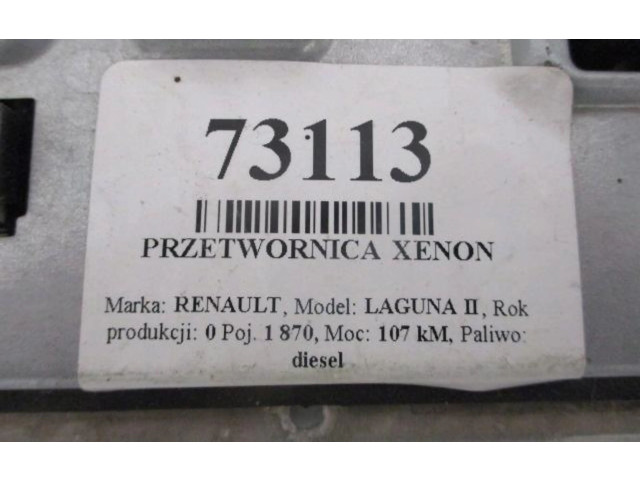 73113
PRZETWORNICA XENON
Marka: RENAULT, Model: LAGUNA II, Rok
produkcji: 0 Poj. 1 870, Moc: 107 kM, Paliwo:
diesel